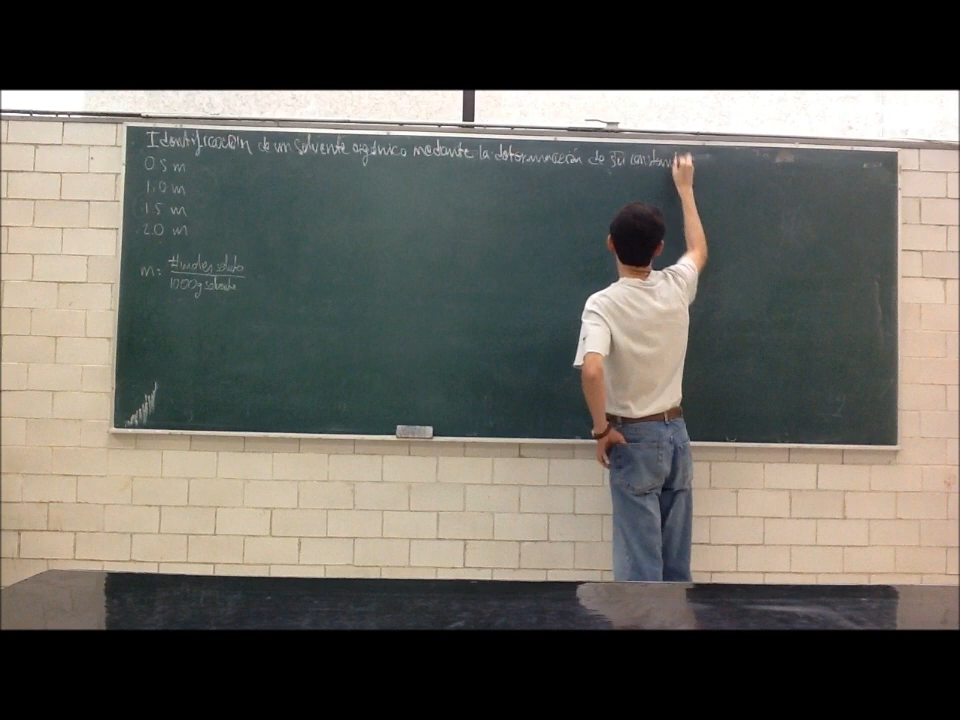 Identificación de un solvente orgánico mediante la determinación de su constan
0.5 m
1.0 m
1.5 m
2.0 m
m = # moles soluto
1000 g solvente